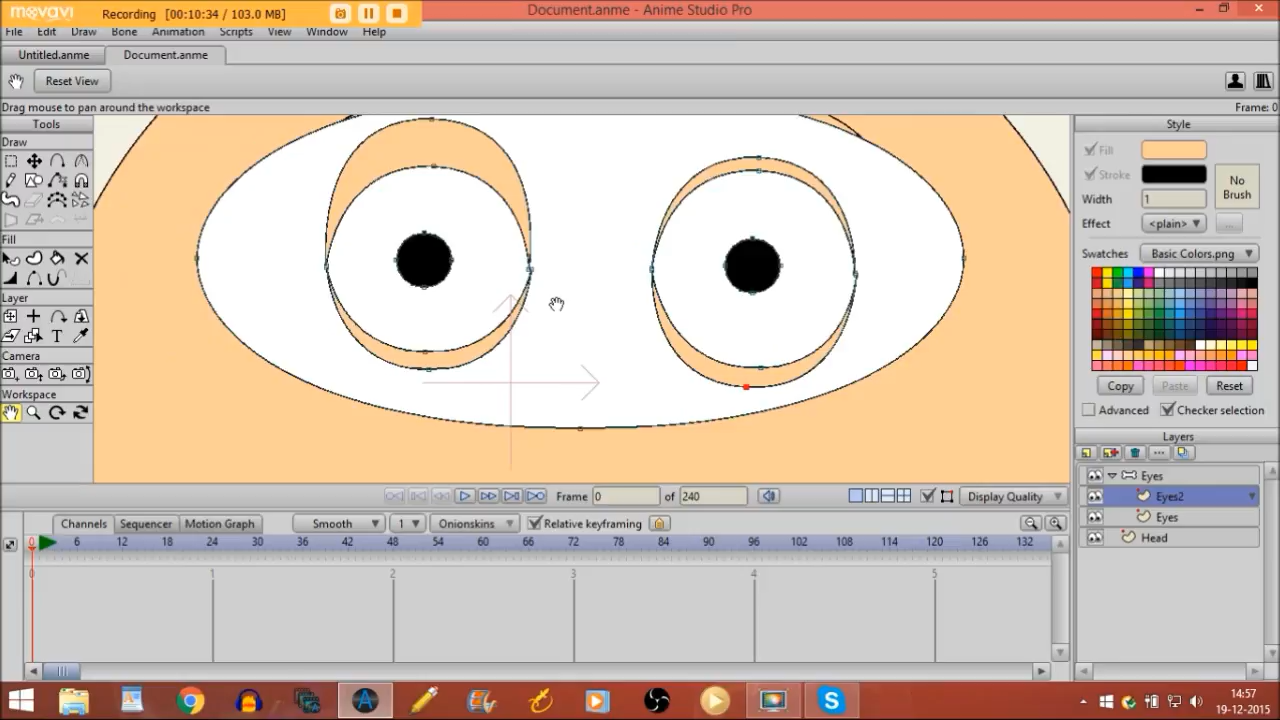 movavi
Recording [00:10:34 / 103.0 MB]
Document.anme - Anime Studio Pro
File Edit Draw Bone Animation Scripts View Window Help
Untitled.anme Document.anme
Reset View
Drag mouse to pan around the workspace Frame: 0
Tools
Draw
Fill
Layer
T
Camera
Workspace
Style
Fill
Stroke
Width 1
No
Brush
Effect <plain> ...
Swatches Basic Colors.png
Copy Paste Reset
Advanced Checker selection
Layers
Eyes
Eyes2
Eyes
Head
Frame 0 of 240 Display Quality
Channels Sequencer Motion Graph Smooth 1 Onionskins Relative keyframing
0 6 12 18 24 30 36 42 48 54 60 66 72 78 84 90 96 102 108 114 120 126 132
0 1 2 3 4 5
14:57
19-12-2015